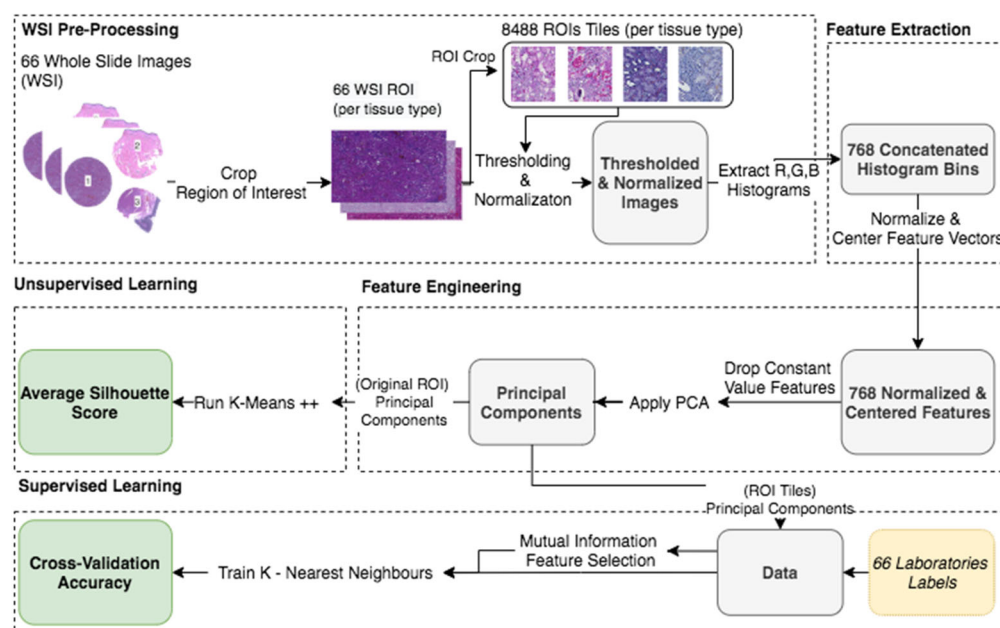 WSI Pre-Processing
66 Whole Slide Images
(WSI)
Crop
Region of Interest
66 WSI ROI
(per tissue type)
ROI Crop
8488 ROIs Tiles (per tissue type)
Thresholding
&
Normalizaton
Thresholded
& Normalized
Images
Extract R,G,B
Histograms
Feature Extraction
768 Concatenated
Histogram Bins
Normalize &
Center Feature Vectors
Unsupervised Learning
Feature Engineering
Average Silhouette
Score
Run K-Means ++
(Original ROI)
Principal
Components
Principal
Components
Apply PCA
Drop Constant
Value Features
768 Normalized &
Centered Features
Supervised Learning
(ROI Tiles)
Principal Components
Cross-Validation
Accuracy
Train K - Nearest Neighbours
Mutual Information
Feature Selection
Data
66 Laboratories
Labels